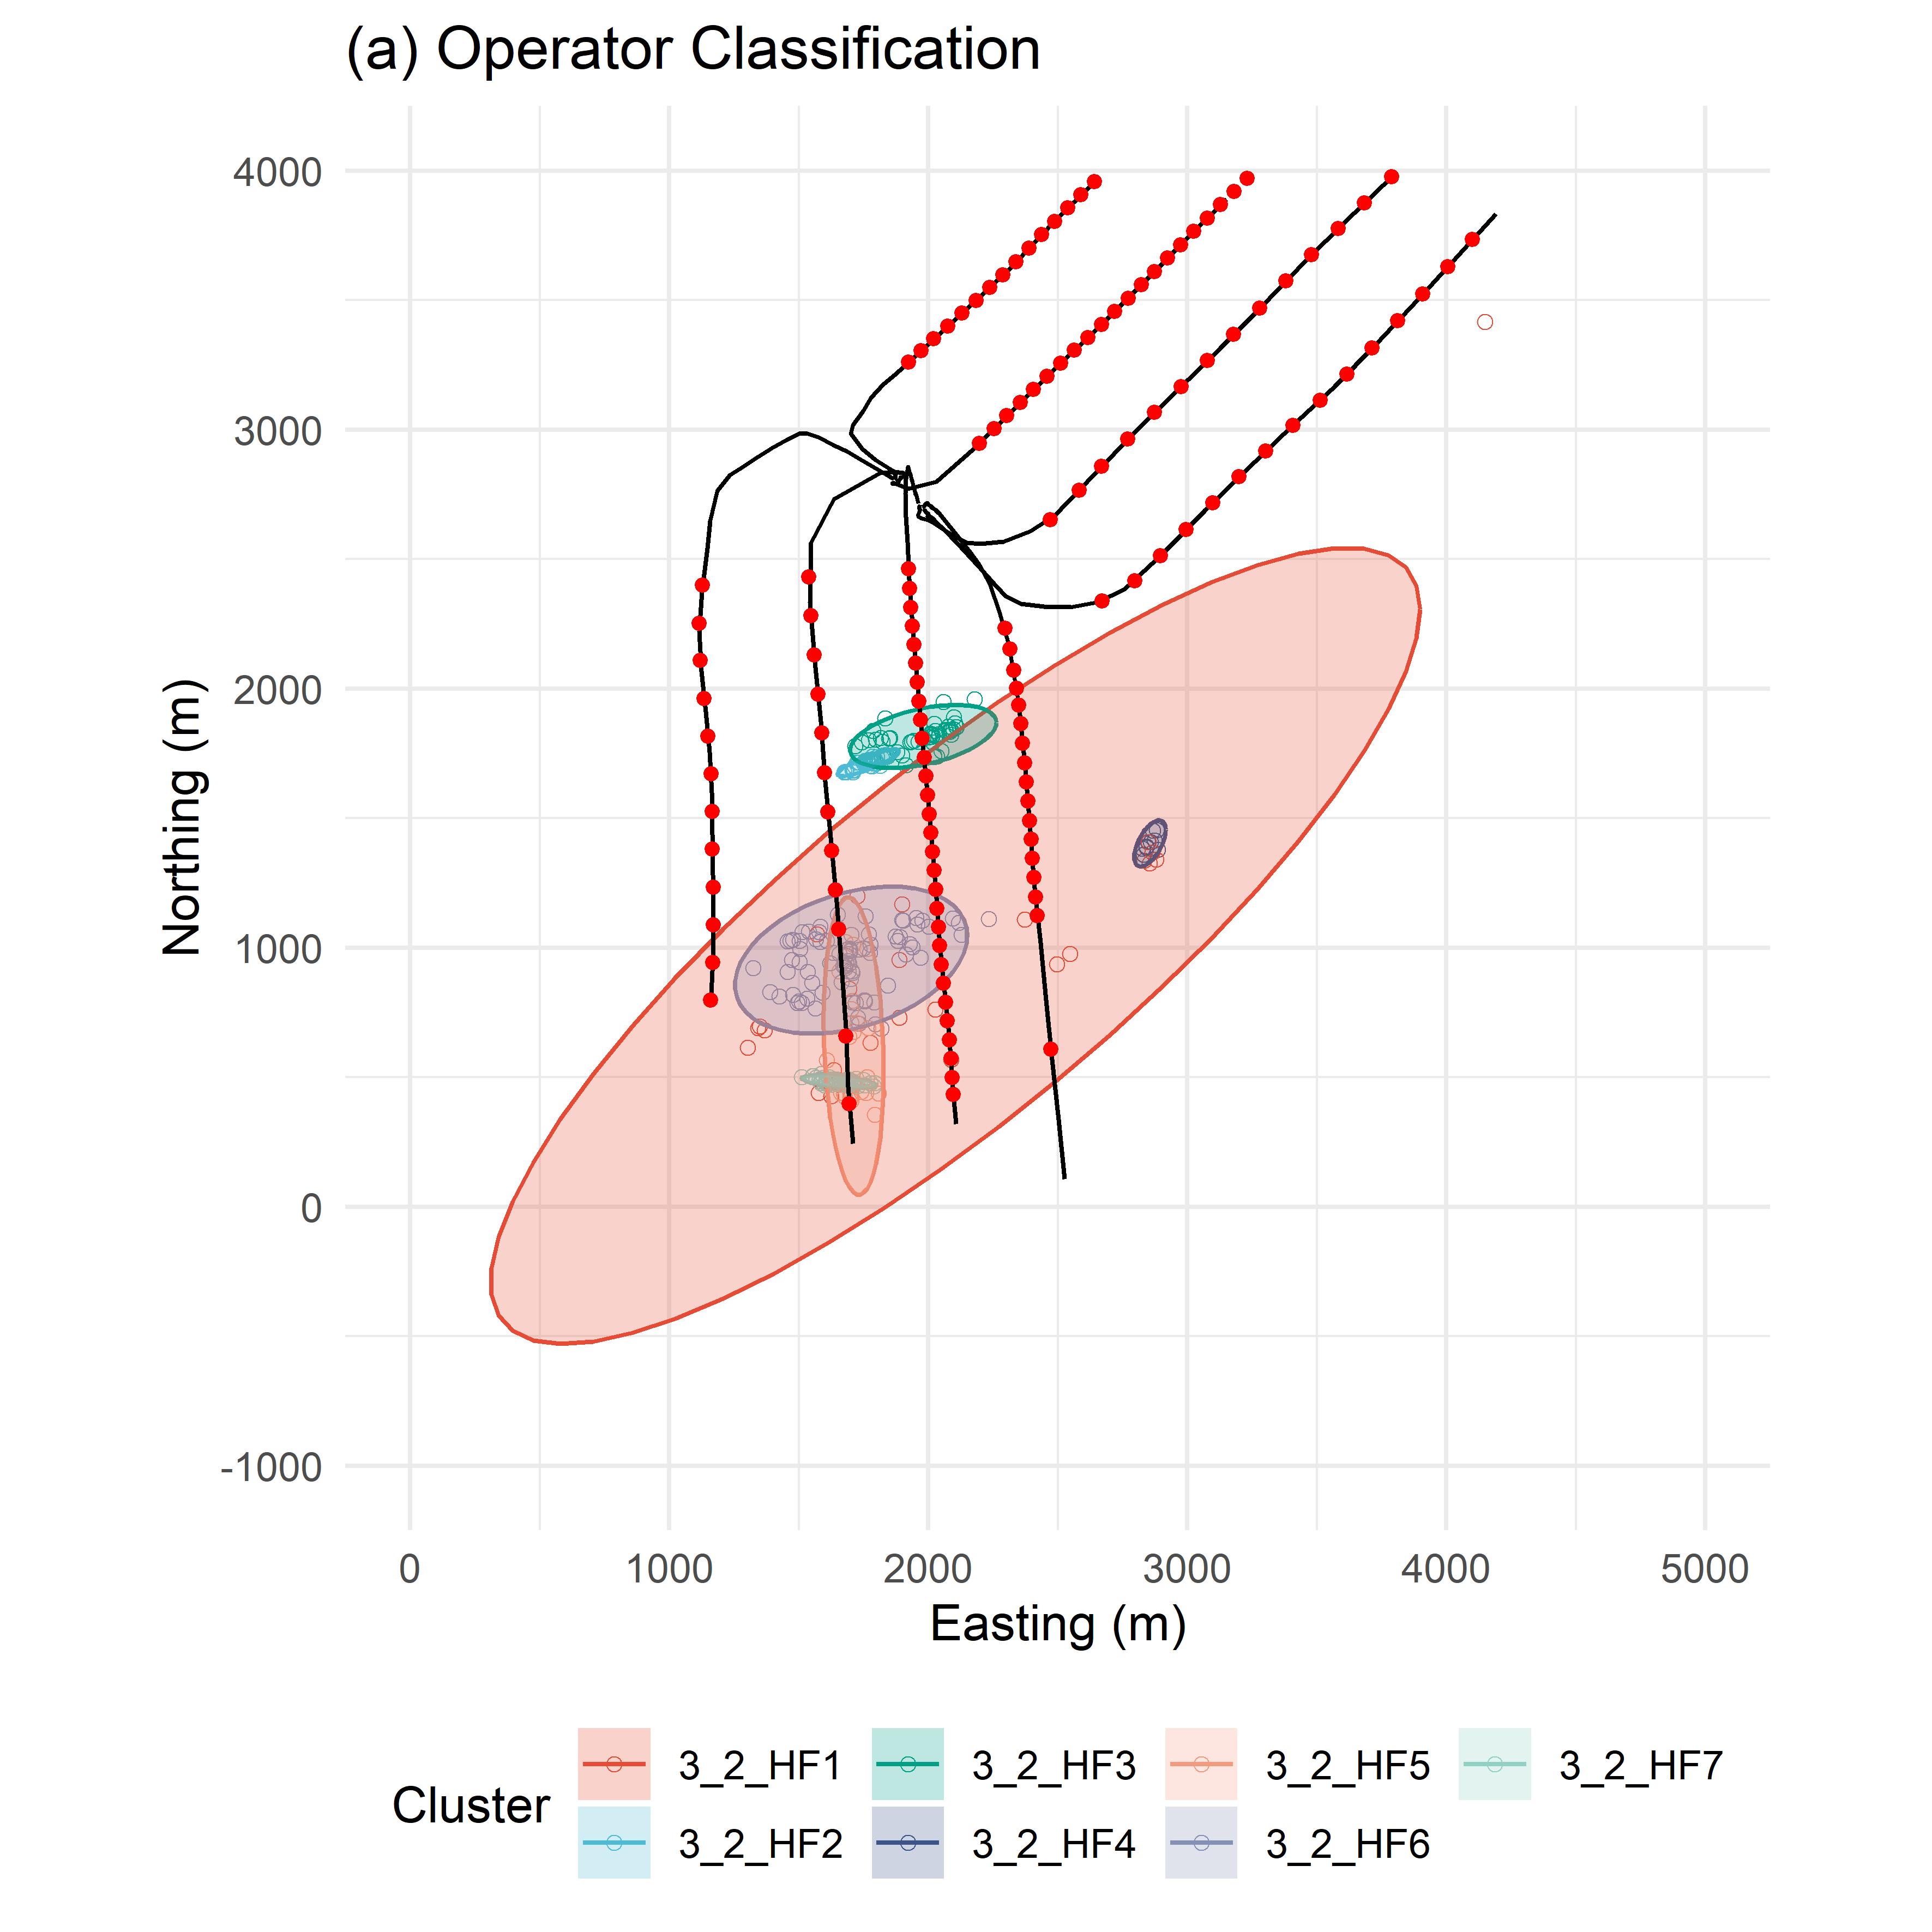 (a) Operator Classification
4000
3000
2000
1000
0
-1000
Northing (m)
0 1000 2000 3000 4000 5000
Easting (m)
Cluster
3_2_HF1 3_2_HF3 3_2_HF5 3_2_HF7
3_2_HF2 3_2_HF4 3_2_HF6